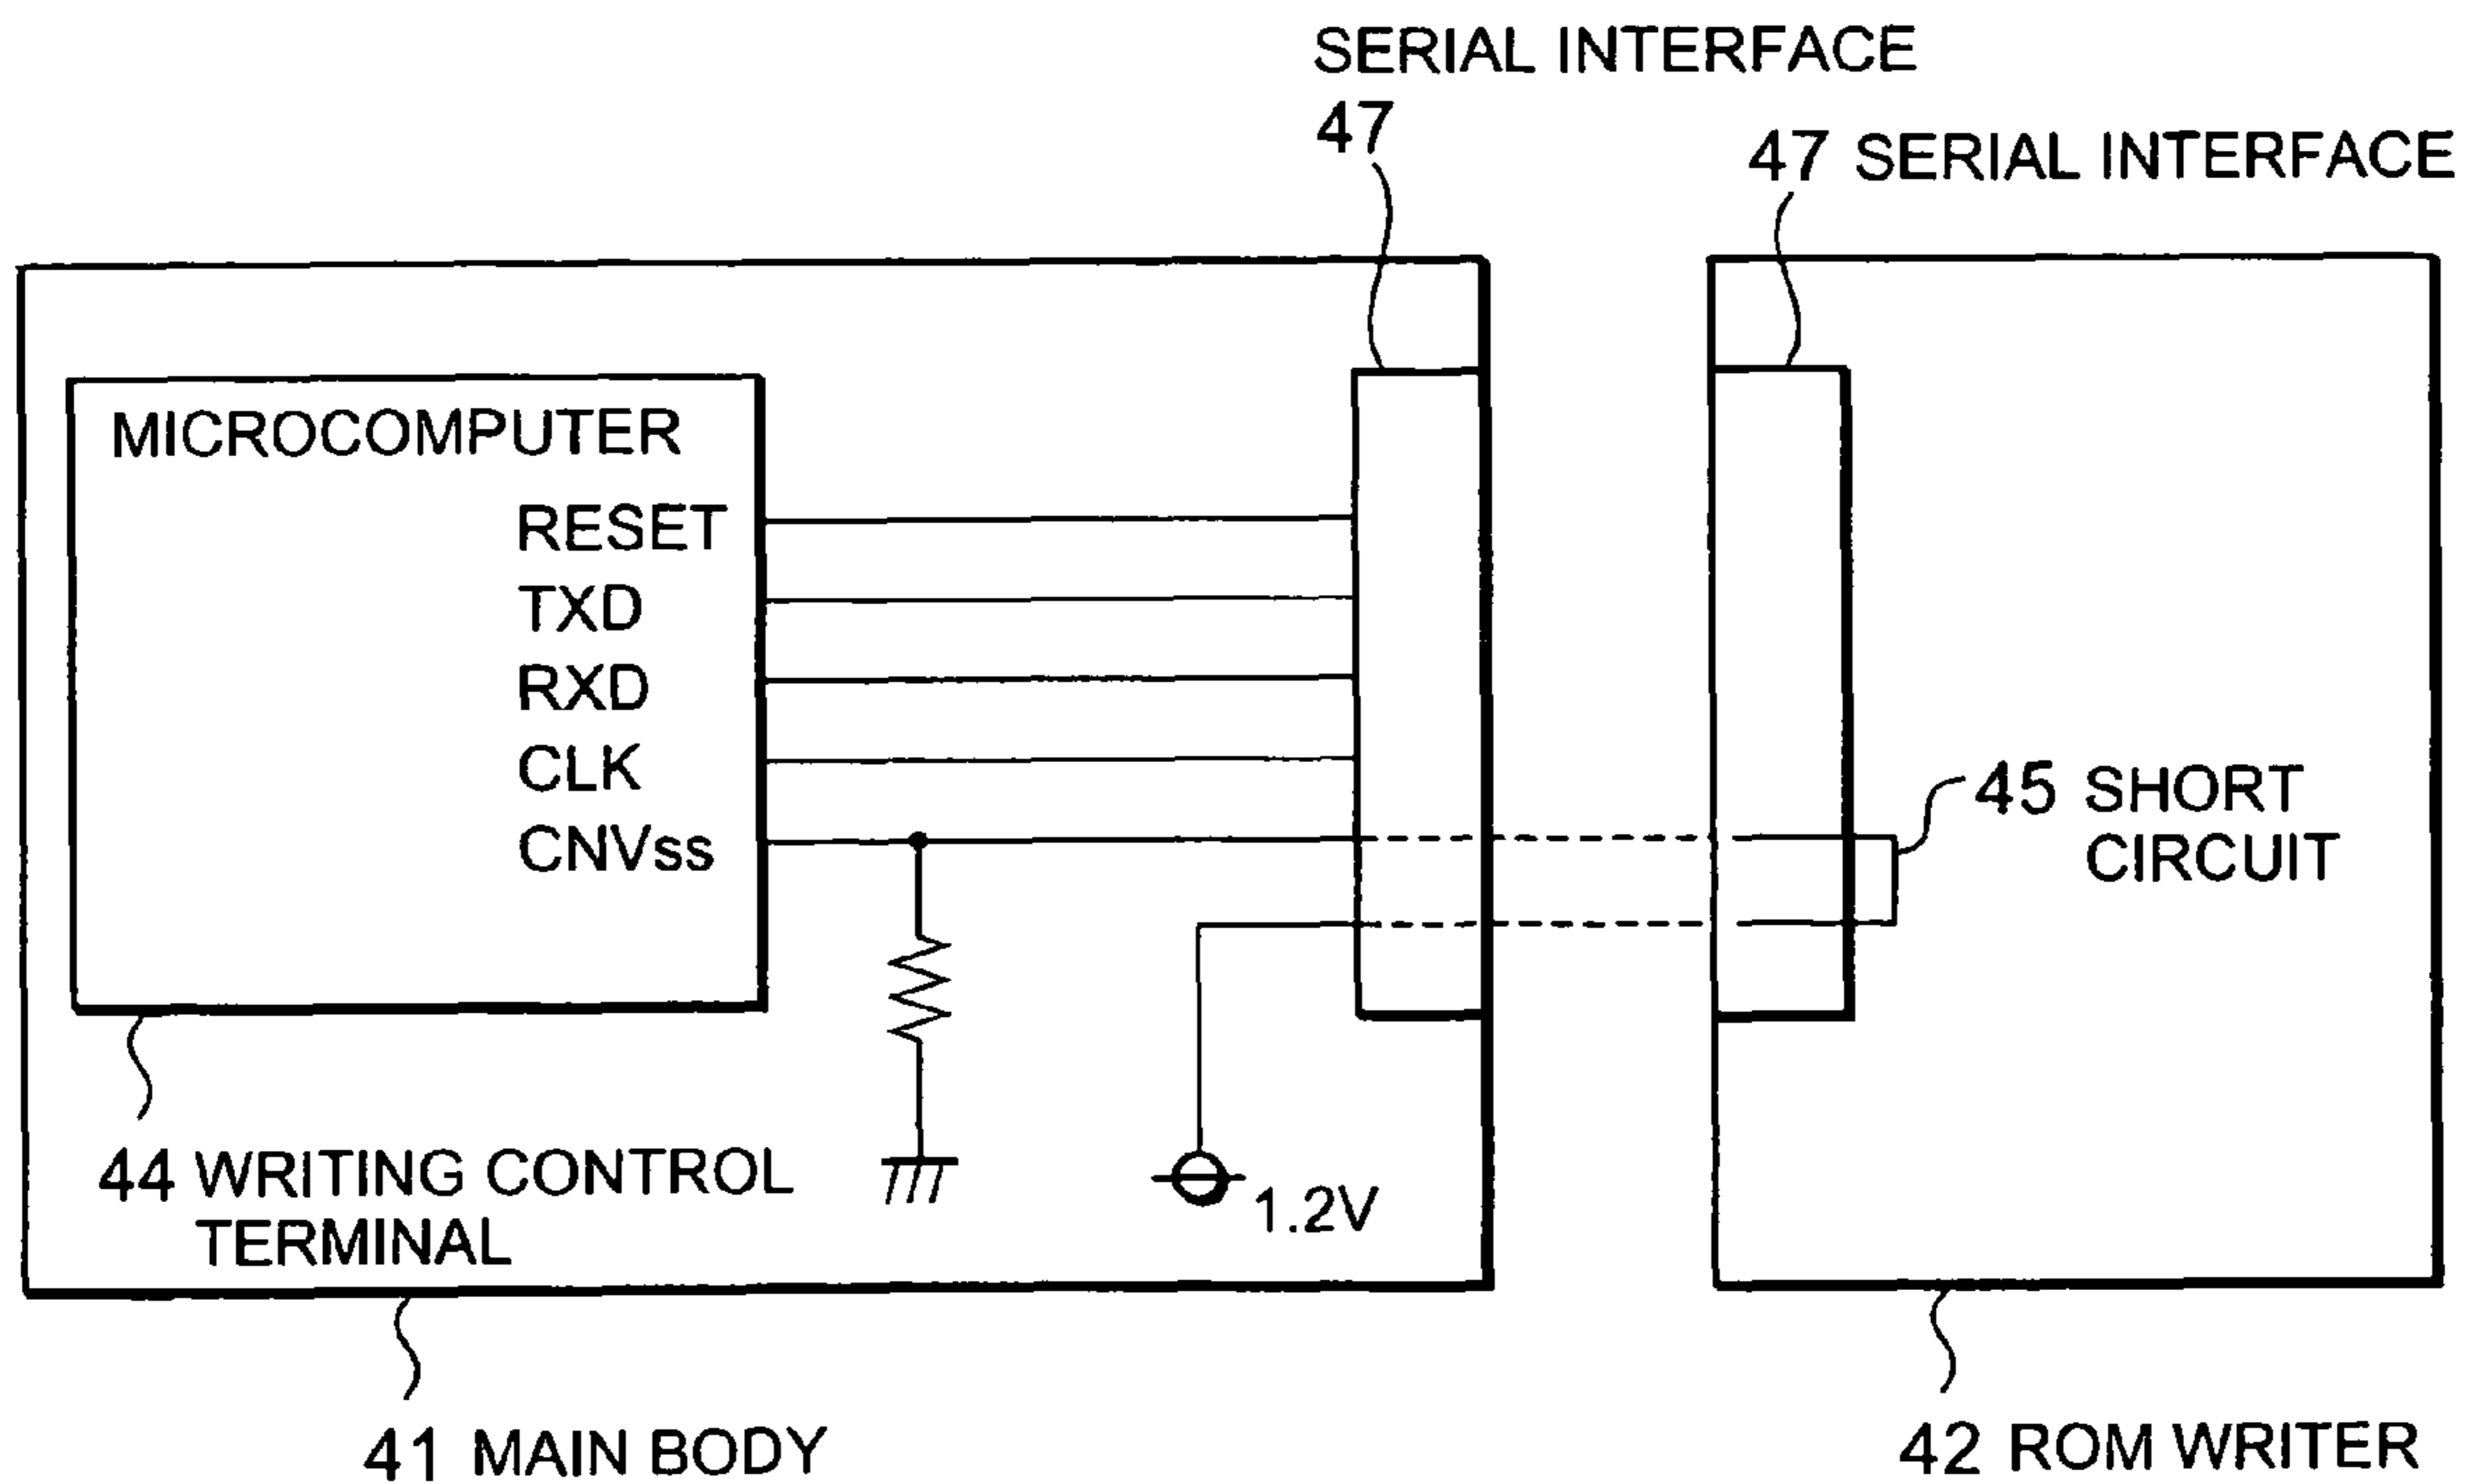 SERIAL INTERFACE
47
47 SERIAL INTERFACE
MICROCOMPUTER
RESET
TXD
RXD
CLK
CNVss
45 SHORT
CIRCUIT
44 WRITING CONTROL
TERMINAL
1.2V
41 MAIN BODY
42 ROM WRITER